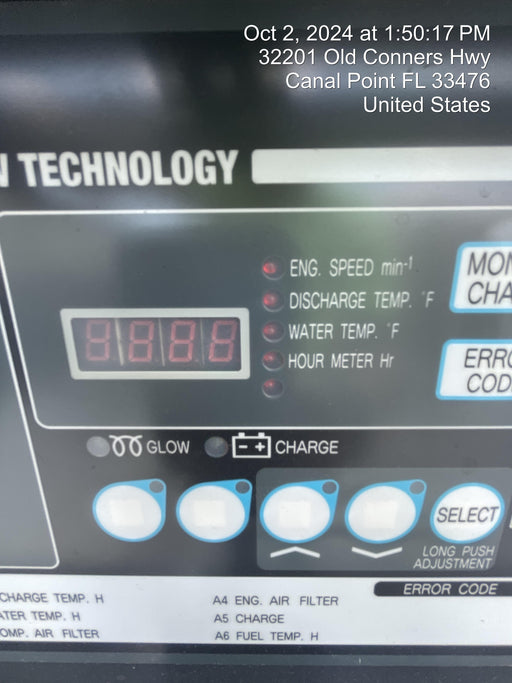 Oct 2, 2024 at 1:50:17 PM
32201 Old Conners Hwy
Canal Point FL 33476
United States
TECHNOLOGY
ENG. SPEED min-1
DISCHARGE TEMP. °F
WATER TEMP. °F
HOUR METER Hr
MON
CHA
ERRO
COD
GLOW
- +
CHARGE
SELECT
LONG PUSH
ADJUSTMENT
ERROR CODE
CHARGE TEMP. H
ATER TEMP. H
OMP. AIR FILTER
A4 ENG. AIR FILTER
A5 CHARGE
A6 FUEL TEMP. H